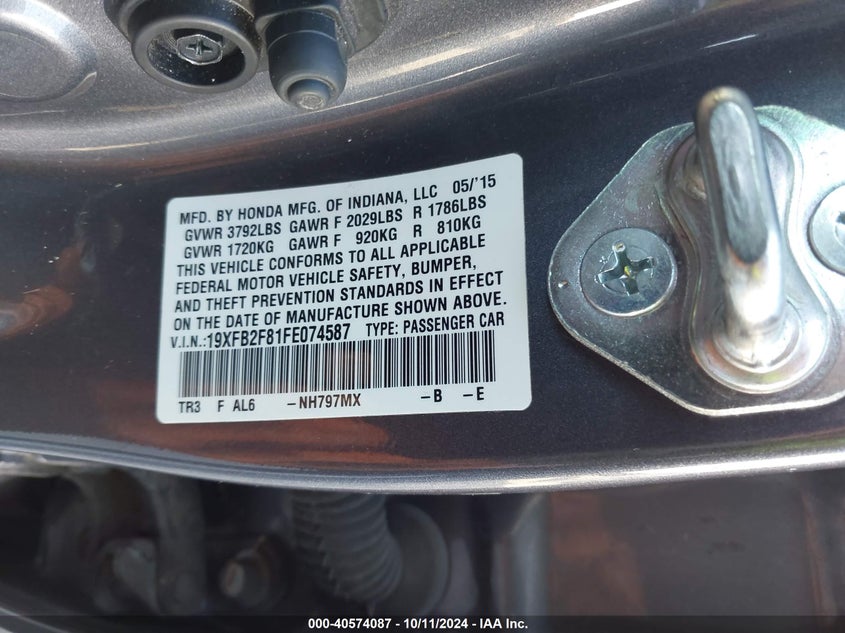 MFD. BY HONDA MFG. OF INDIANA, LLC 05/'15
GVWR 3792LBS GAWR F 2029LBS R 1786LBS
GVWR 1720KG GAWR F 920KG R 810KG
THIS VEHICLE CONFORMS TO ALL APPLICABLE
FEDERAL MOTOR VEHICLE SAFETY, BUMPER,
AND THEFT PREVENTION STANDARDS IN EFFECT
ON THE DATE OF MANUFACTURE SHOWN ABOVE.
V.I.N.:19XFB2F81FE074587 TYPE: PASSENGER CAR
TR3 F AL6 -NH797MX -B -E
000-40574087 - 10/11/2024 - IAA Inc.